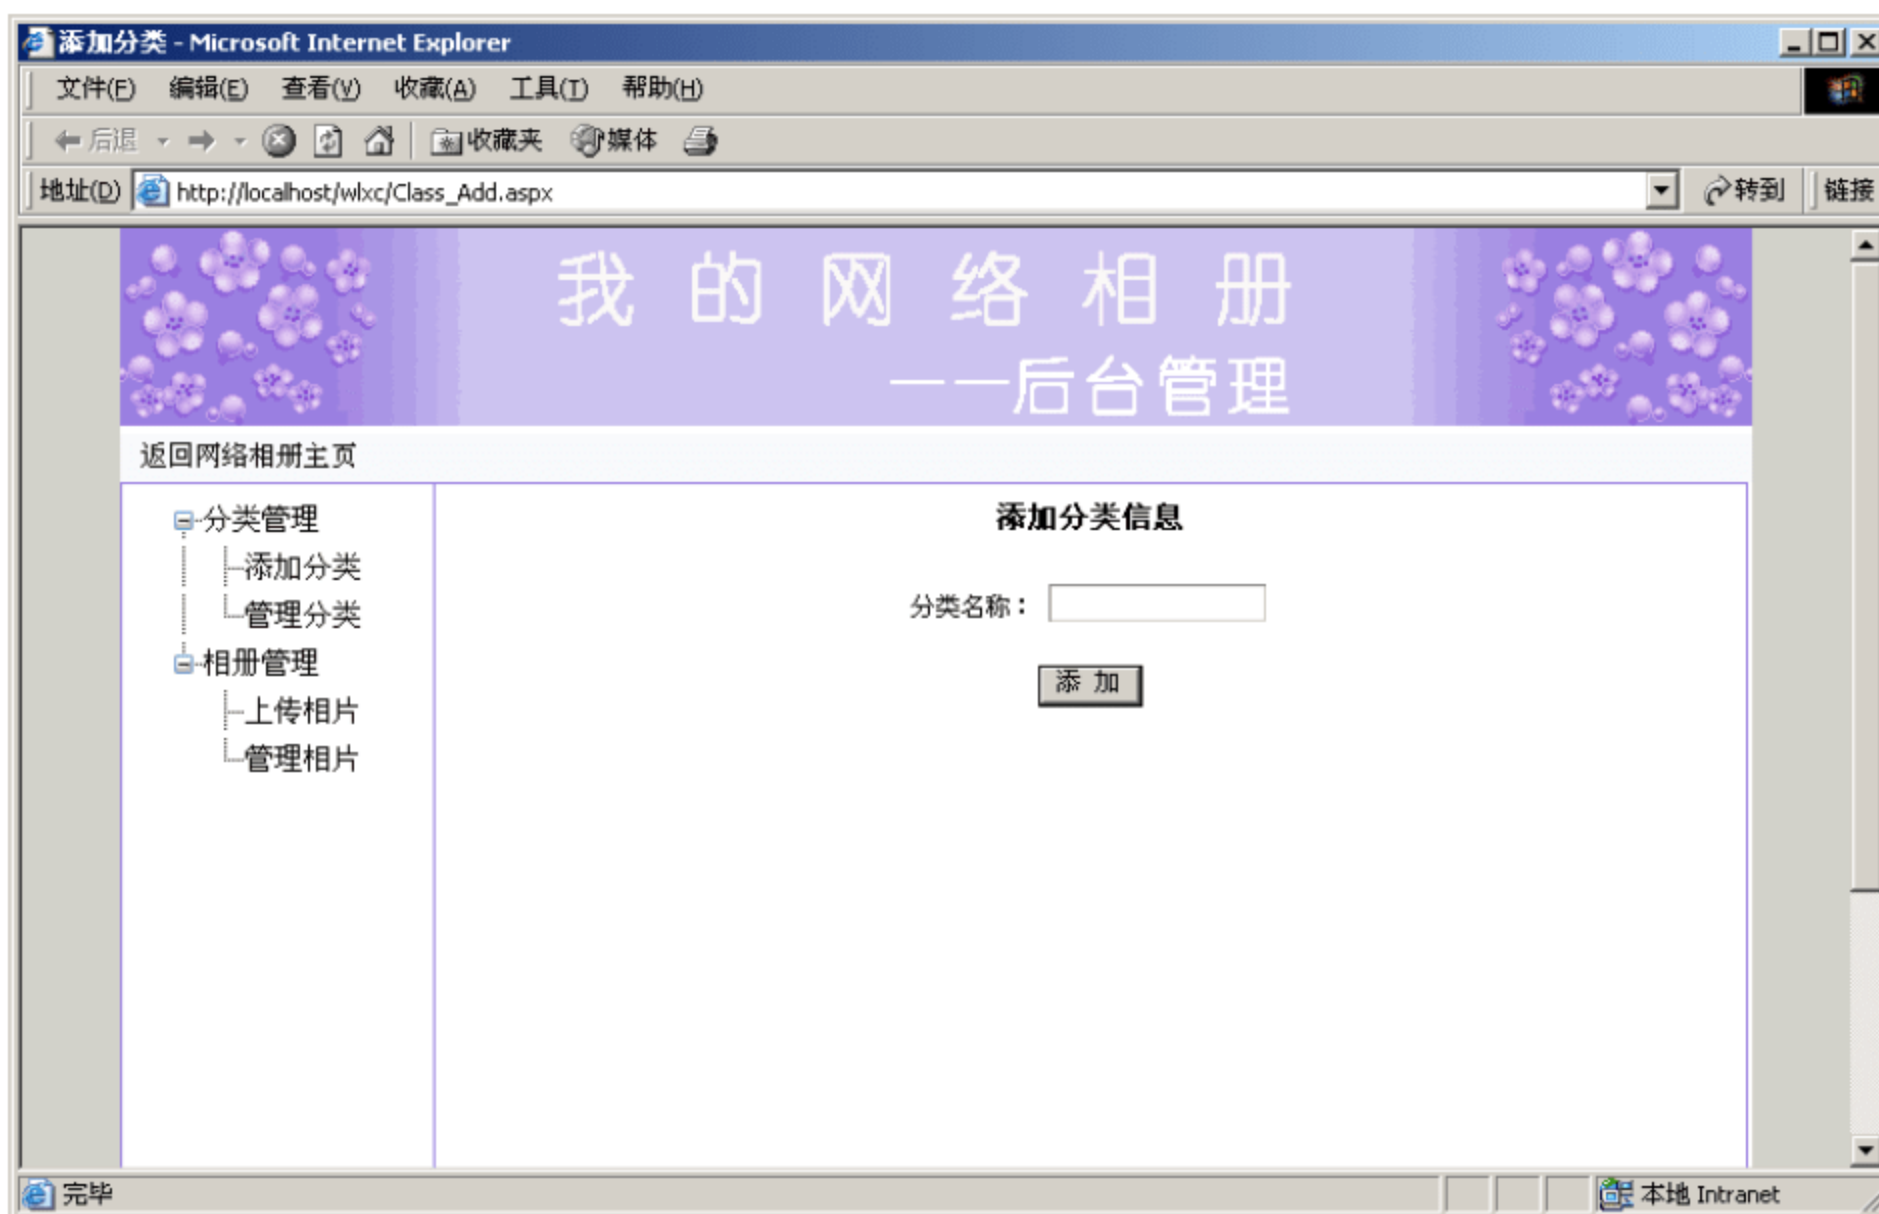 添加分类 - Microsoft Internet Explorer
文件(F) 编辑(E) 查看(V) 收藏(A) 工具(T) 帮助(H)
后退 收藏夹 媒体
地址(D) http://localhost/wlxc/Class_Add.aspx 转到 链接
我的网络相册
——后台管理
返回网络相册主页
分类管理
添加分类
管理分类
相册管理
上传相片
管理相片
添加分类信息
分类名称：
添 加
完毕 本地 Intranet